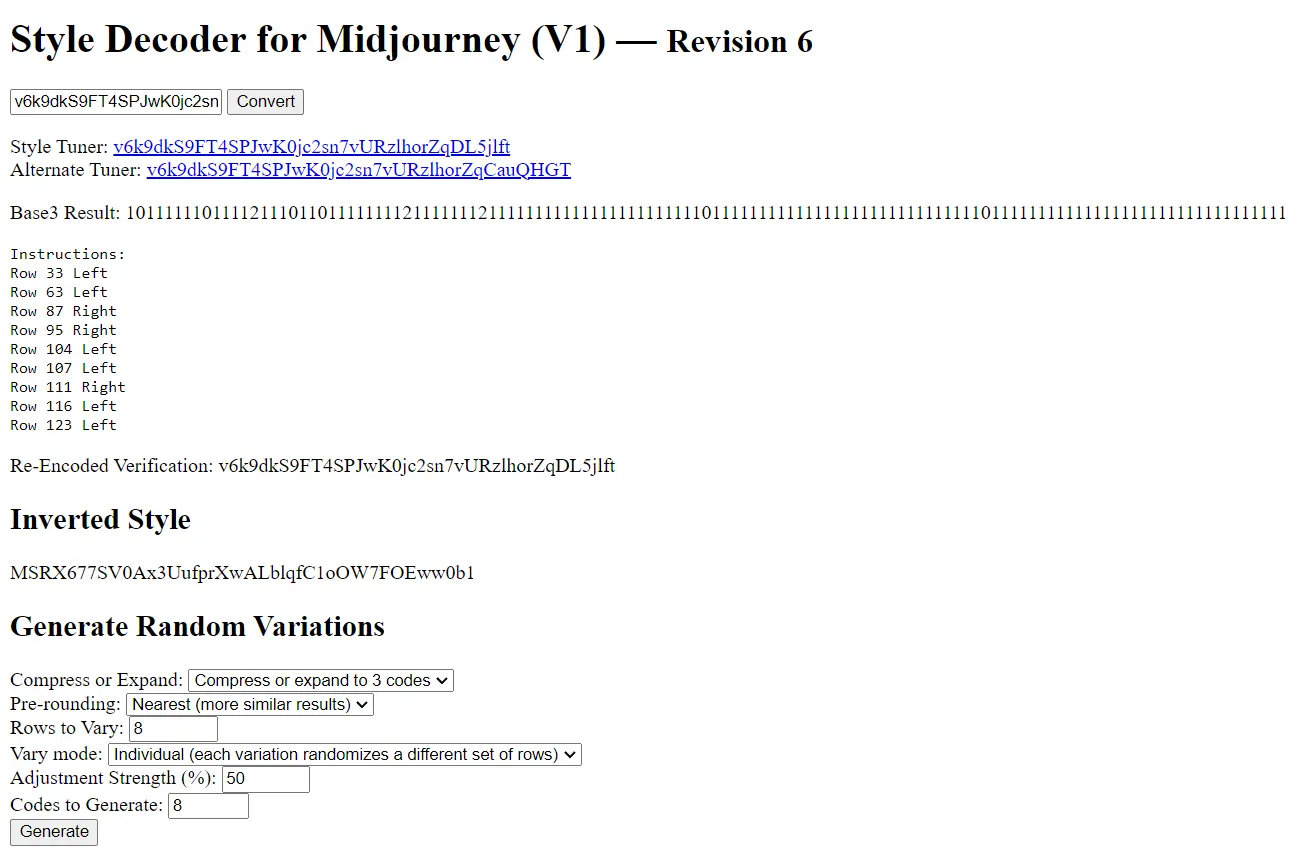 Style Decoder for Midjourney (V1) — Revision 6
v6k9dkS9FT4SPJwK0jc2sn Convert
Style Tuner: v6k9dkS9FT4SPJwK0jc2sn7vURzlhorZqDL5jlft
Alternate Tuner: v6k9dkS9FT4SPJwK0jc2sn7vURzlhorZqCauQHGT
Base3 Result: 10111111011112111011011111111121111111211111111111111111111111011111111111111111111111111111011111111111111111111111111111111
Instructions:
Row 33 Left
Row 63 Left
Row 87 Right
Row 95 Right
Row 104 Left
Row 107 Left
Row 111 Right
Row 116 Left
Row 123 Left
Re-Encoded Verification: v6k9dkS9FT4SPJwK0jc2sn7vURzlhorZqDL5jlft
Inverted Style
MSRX677SV0Ax3UufprXwALblqfC1oOW7FOEww0b1
Generate Random Variations
Compress or Expand: Compress or expand to 3 codes
Pre-rounding: Nearest (more similar results)
Rows to Vary: 8
Vary mode: Individual (each variation randomizes a different set of rows)
Adjustment Strength (%): 50
Codes to Generate: 8
Generate